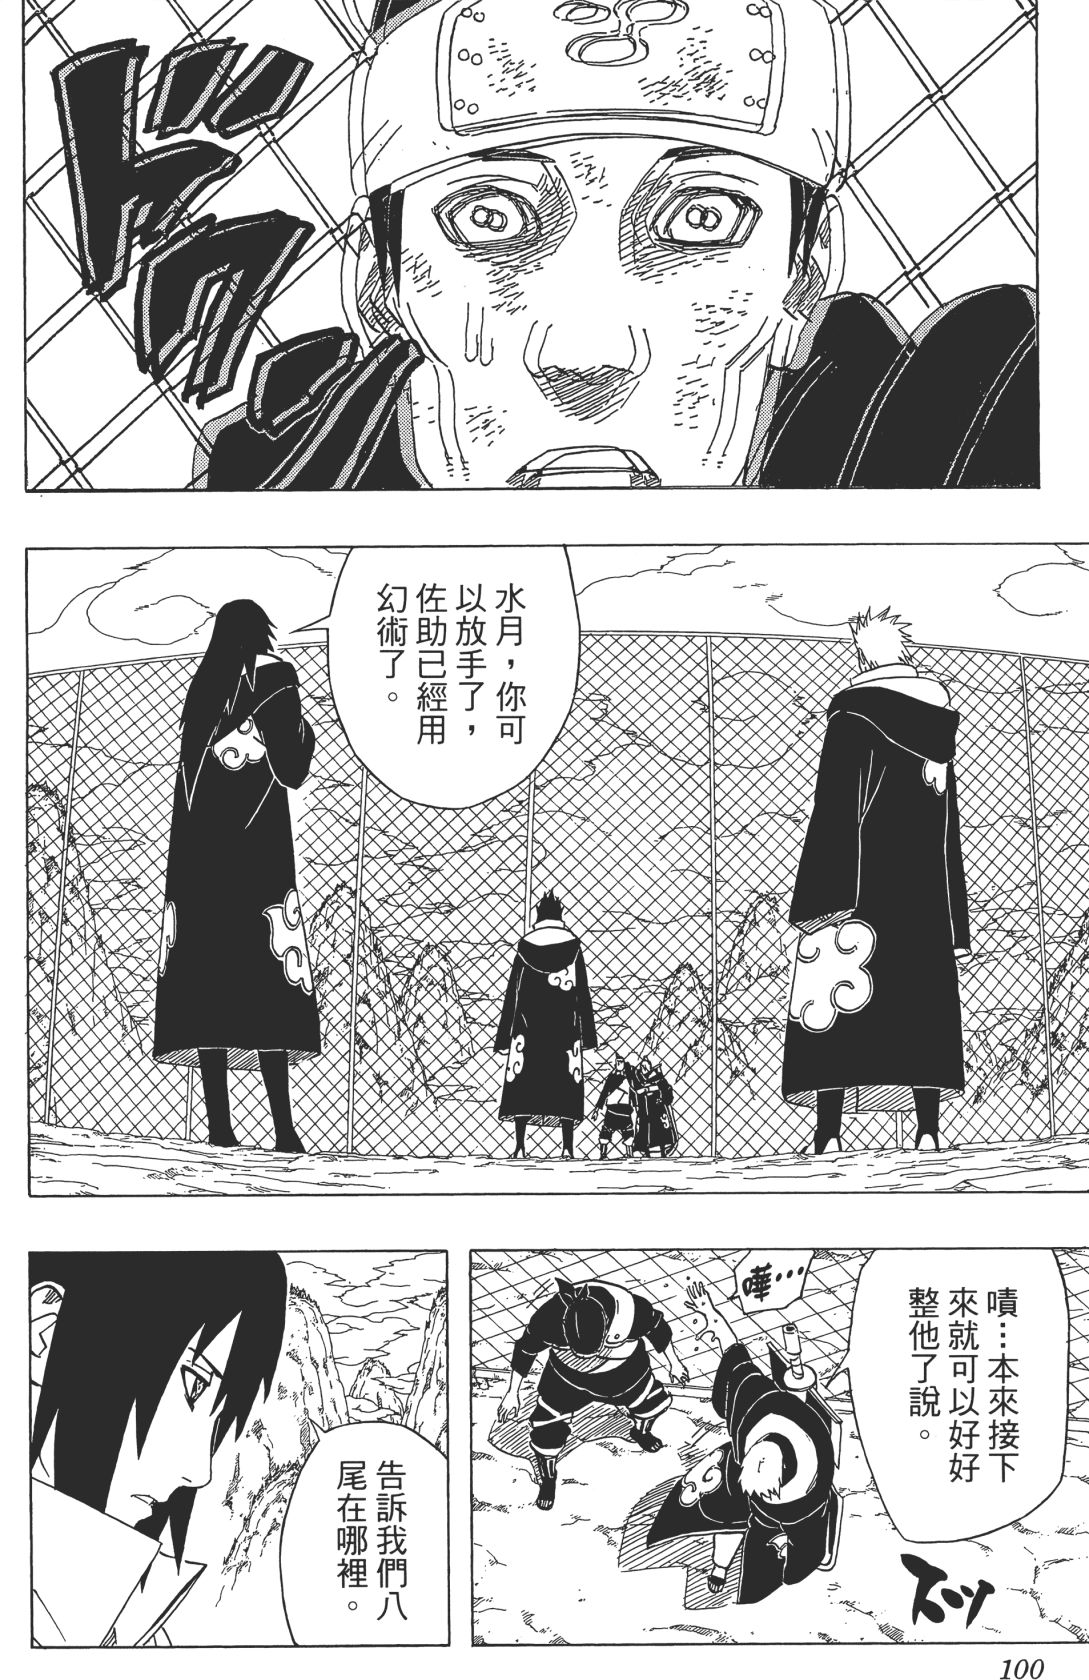 ドクン
水月，你可
以放手了，
佐助已經用
幻術了。
嘖…本來接下
來就可以好好
整他了說。
嘩…
スッ
告訴我們八
尾在哪裡。
100